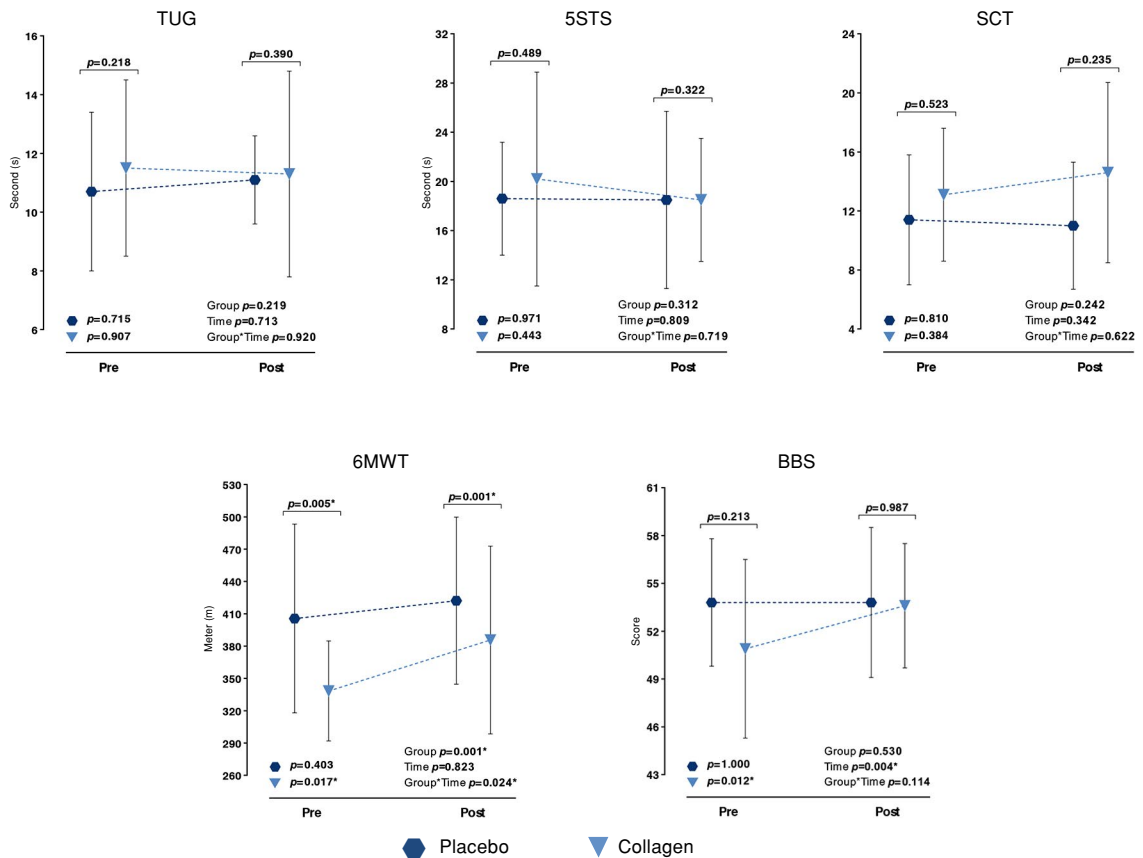 TUG
16
14
12
10
8
6
Second (s)
p=0.218
p=0.390
p=0.715
p=0.907
Group p=0.219
Time p=0.713
Group*Time p=0.920
Pre
Post
5STS
32
28
24
20
16
12
8
Second (s)
p=0.489
p=0.322
p=0.971
p=0.443
Group p=0.312
Time p=0.809
Group*Time p=0.719
Pre
Post
SCT
24
20
16
12
8
4
Second (s)
p=0.523
p=0.235
p=0.810
p=0.384
Group p=0.242
Time p=0.342
Group*Time p=0.622
Pre
Post
6MWT
530
500
470
440
410
380
350
320
290
260
Meter (m)
p=0.005*
p=0.001*
p=0.403
p=0.017*
Group p=0.001*
Time p=0.823
Group*Time p=0.024*
Pre
Post
BBS
61
58
55
52
49
46
43
Score
p=0.213
p=0.987
p=1.000
p=0.012*
Group p=0.530
Time p=0.004*
Group*Time p=0.114
Pre
Post
Placebo
Collagen